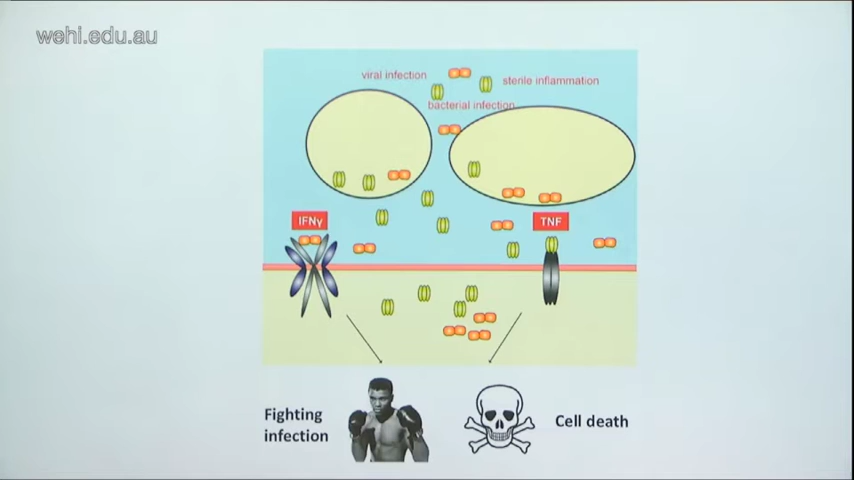 wehi.edu.au
viral infection
sterile inflammation
bacterial infection
IFNγ
TNF
Fighting
infection
Cell death